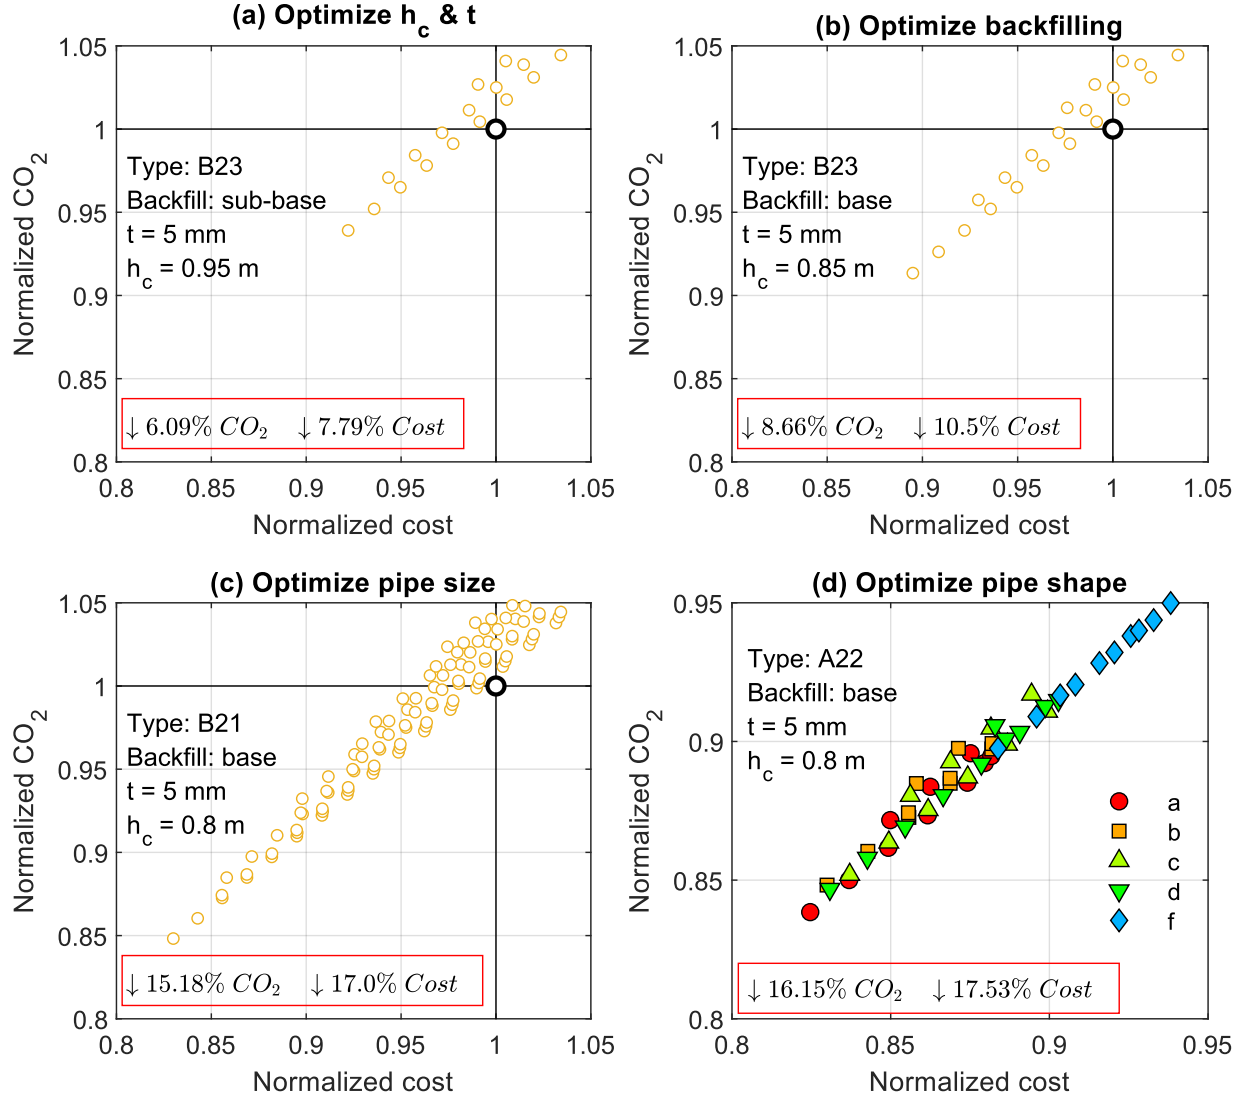 (a) Optimize h_c & t
1.05
1
0.95
0.9
0.85
0.8
Normalized CO_2
Type: B23
Backfill: sub-base
t = 5 mm
h_c = 0.95 m
↓ 6.09% CO_2 ↓ 7.79% Cost
0.8 0.85 0.9 0.95 1 1.05
Normalized cost
(b) Optimize backfilling
1.05
1
0.95
0.9
0.85
0.8
Normalized CO_2
Type: B23
Backfill: base
t = 5 mm
h_c = 0.85 m
↓ 8.66% CO_2 ↓ 10.5% Cost
0.8 0.85 0.9 0.95 1 1.05
Normalized cost
(c) Optimize pipe size
1.05
1
0.95
0.9
0.85
0.8
Normalized CO_2
Type: B21
Backfill: base
t = 5 mm
h_c = 0.8 m
↓ 15.18% CO_2 ↓ 17.0% Cost
0.8 0.85 0.9 0.95 1 1.05
Normalized cost
(d) Optimize pipe shape
0.95
0.9
0.85
0.8
Normalized CO_2
Type: A22
Backfill: base
t = 5 mm
h_c = 0.8 m
a
b
c
d
f
↓ 16.15% CO_2 ↓ 17.53% Cost
0.8 0.85 0.9 0.95
Normalized cost